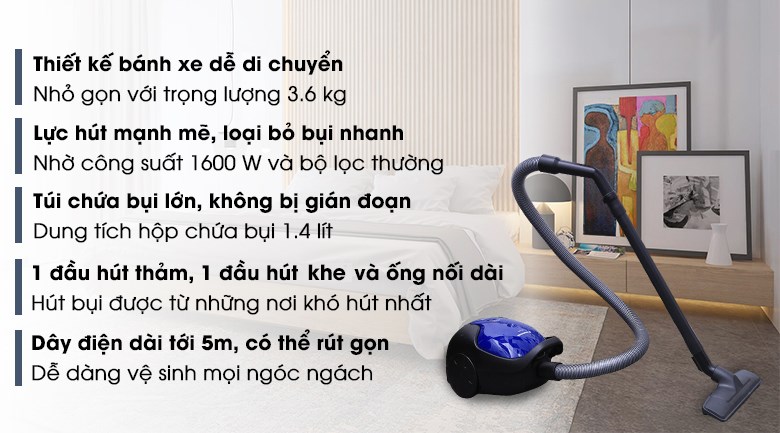 Thiết kế bánh xe dễ di chuyển
Nhỏ gọn với trọng lượng 3.6 kg
Lực hút mạnh mẽ, loại bỏ bụi nhanh
Nhờ công suất 1600 W và bộ lọc thường
Túi chứa bụi lớn, không bị gián đoạn
Dung tích hộp chứa bụi 1.4 lít
1 đầu hút thảm, 1 đầu hút khe và ống nối dài
Hút bụi được từ những nơi khó hút nhất
Dây điện dài tới 5m, có thể rút gọn
Dễ dàng vệ sinh mọi ngóc ngách